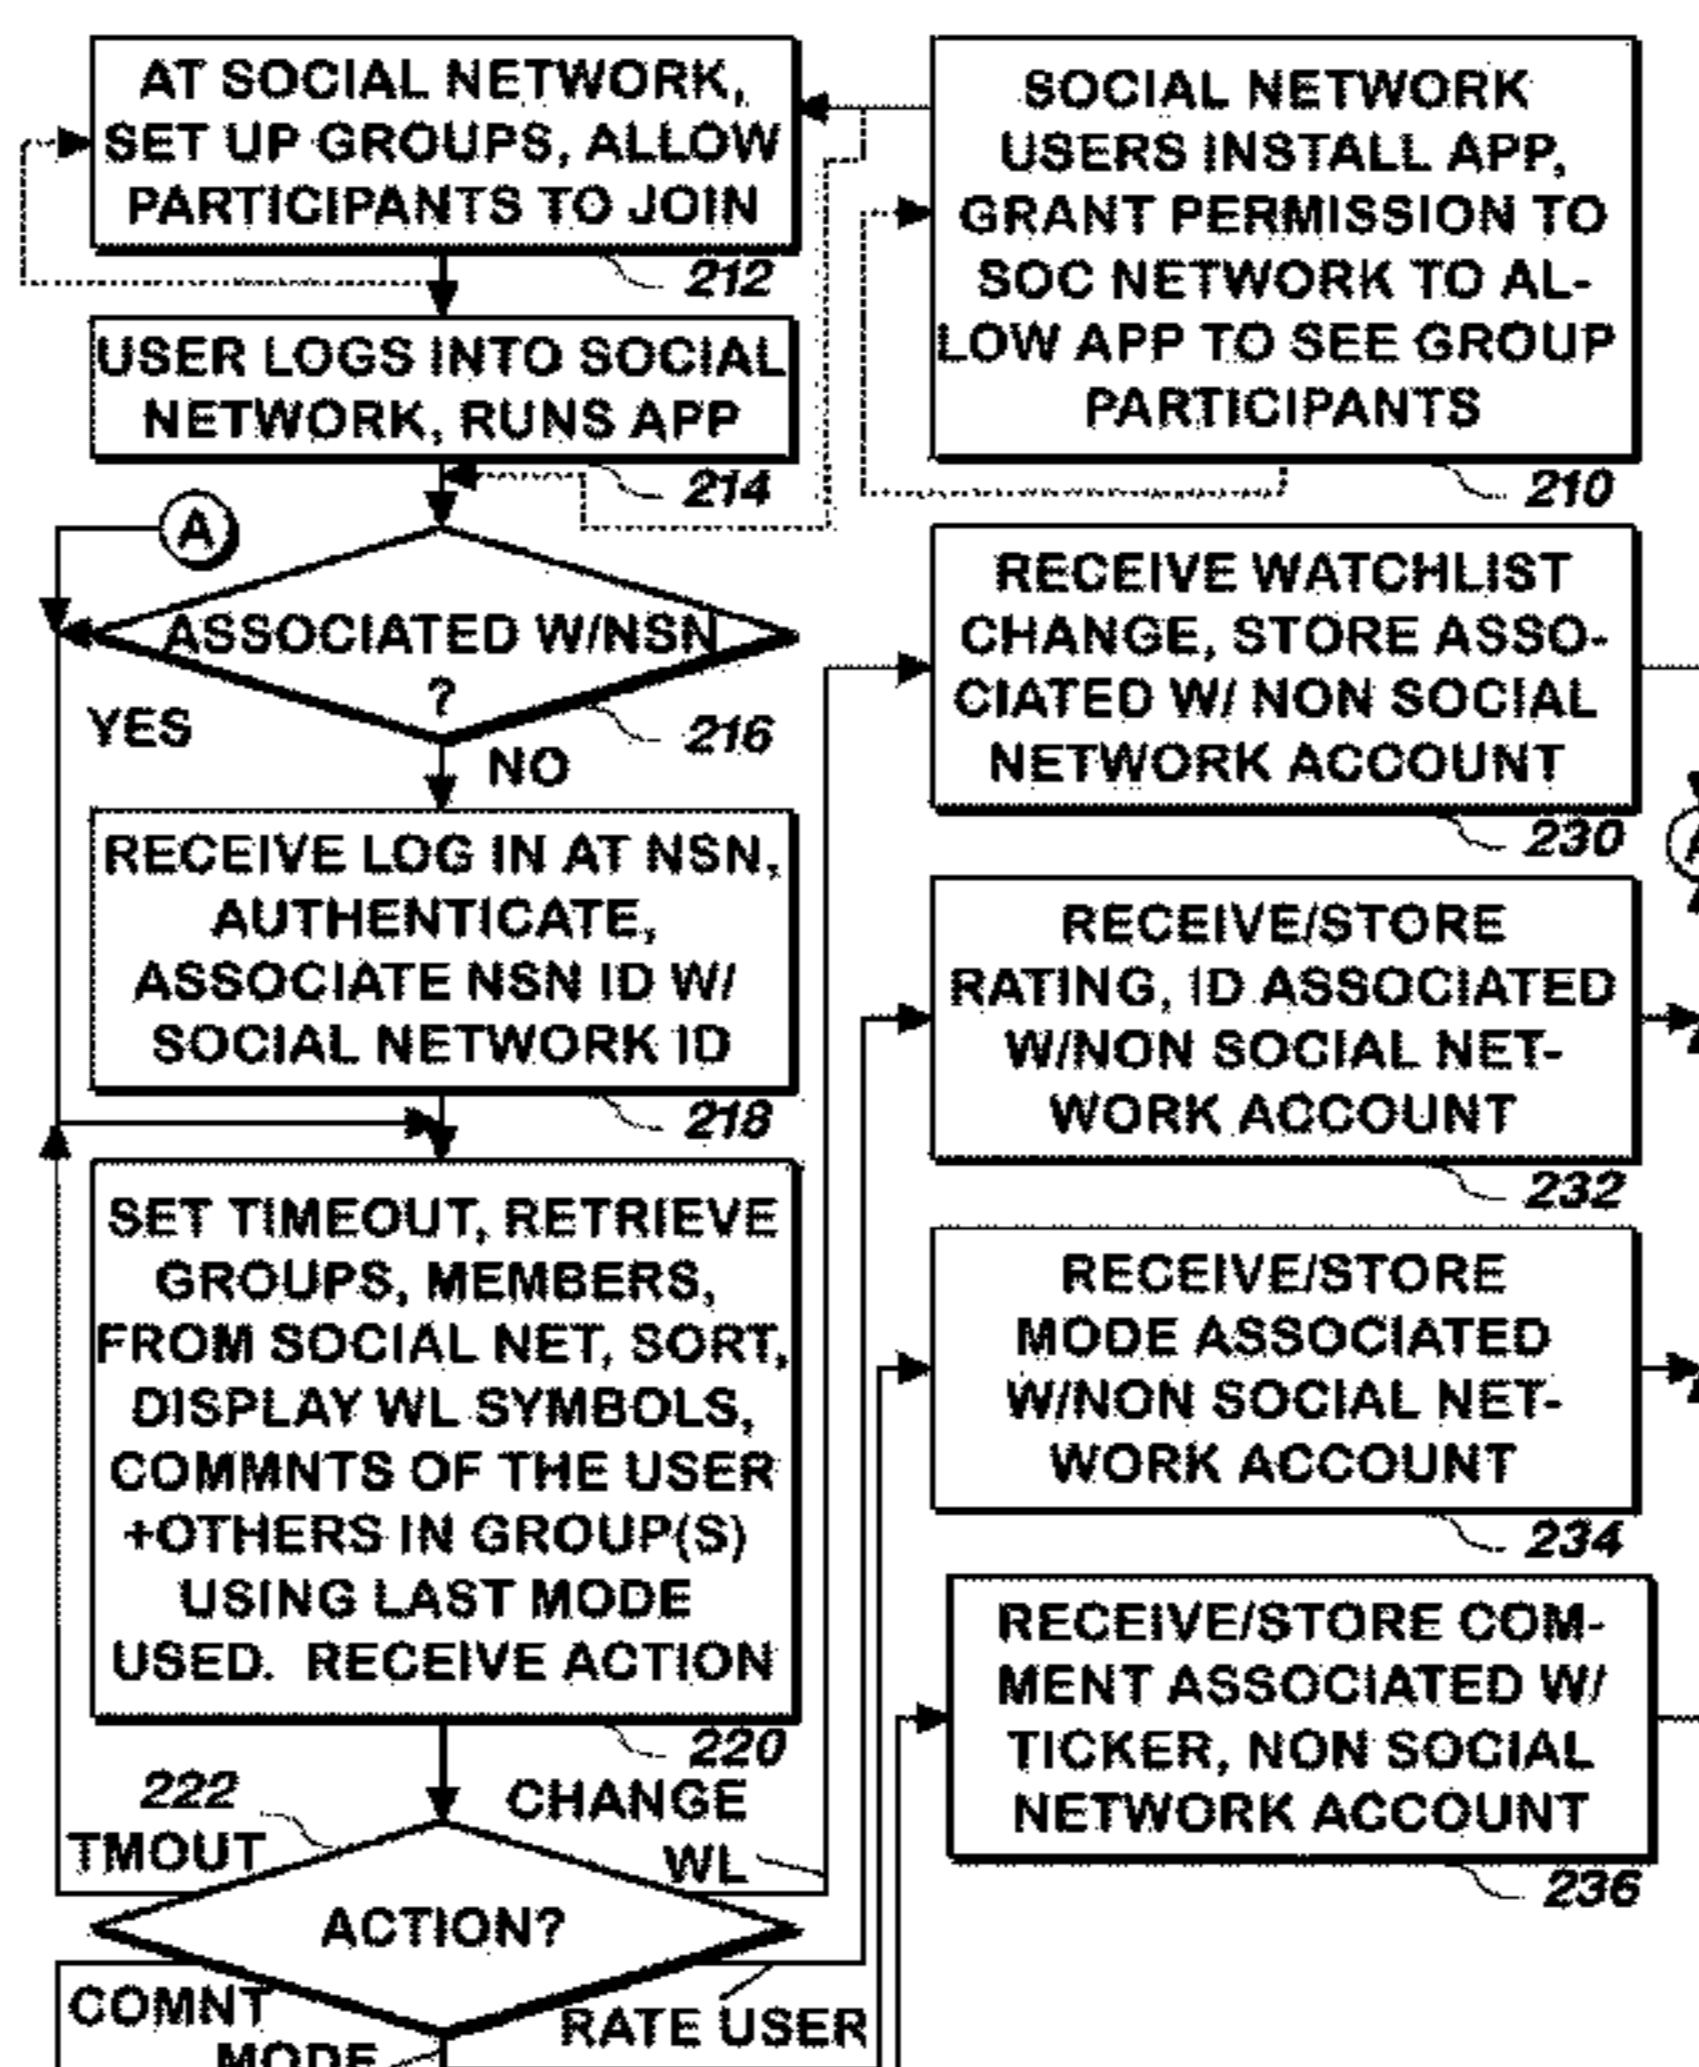 AT SOCIAL NETWORK,
SET UP GROUPS, ALLOW
PARTICIPANTS TO JOIN
212
USER LOGS INTO SOCIAL
NETWORK, RUNS APP
214
A
ASSOCIATED W/NSN
?
216
YES
NO
RECEIVE LOG IN AT NSN,
AUTHENTICATE,
ASSOCIATE NSN ID W/
SOCIAL NETWORK ID
218
SET TIMEOUT, RETRIEVE
GROUPS, MEMBERS,
FROM SOCIAL NET, SORT,
DISPLAY WL SYMBOLS,
COMMNTS OF THE USER
+OTHERS IN GROUP(S)
USING LAST MODE
USED. RECEIVE ACTION
220
222
TMOUT
CHANGE
WL
ACTION?
COMNT
MODE
RATE USER
SOCIAL NETWORK
USERS INSTALL APP,
GRANT PERMISSION TO
SOC NETWORK TO AL-
LOW APP TO SEE GROUP
PARTICIPANTS
210
RECEIVE WATCHLIST
CHANGE, STORE ASSO-
CIATED W/ NON SOCIAL
NETWORK ACCOUNT
230
RECEIVE/STORE
RATING, ID ASSOCIATED
W/NON SOCIAL NET-
WORK ACCOUNT
232
RECEIVE/STORE
MODE ASSOCIATED
W/NON SOCIAL NET-
WORK ACCOUNT
234
RECEIVE/STORE COM-
MENT ASSOCIATED W/
TICKER, NON SOCIAL
NETWORK ACCOUNT
236